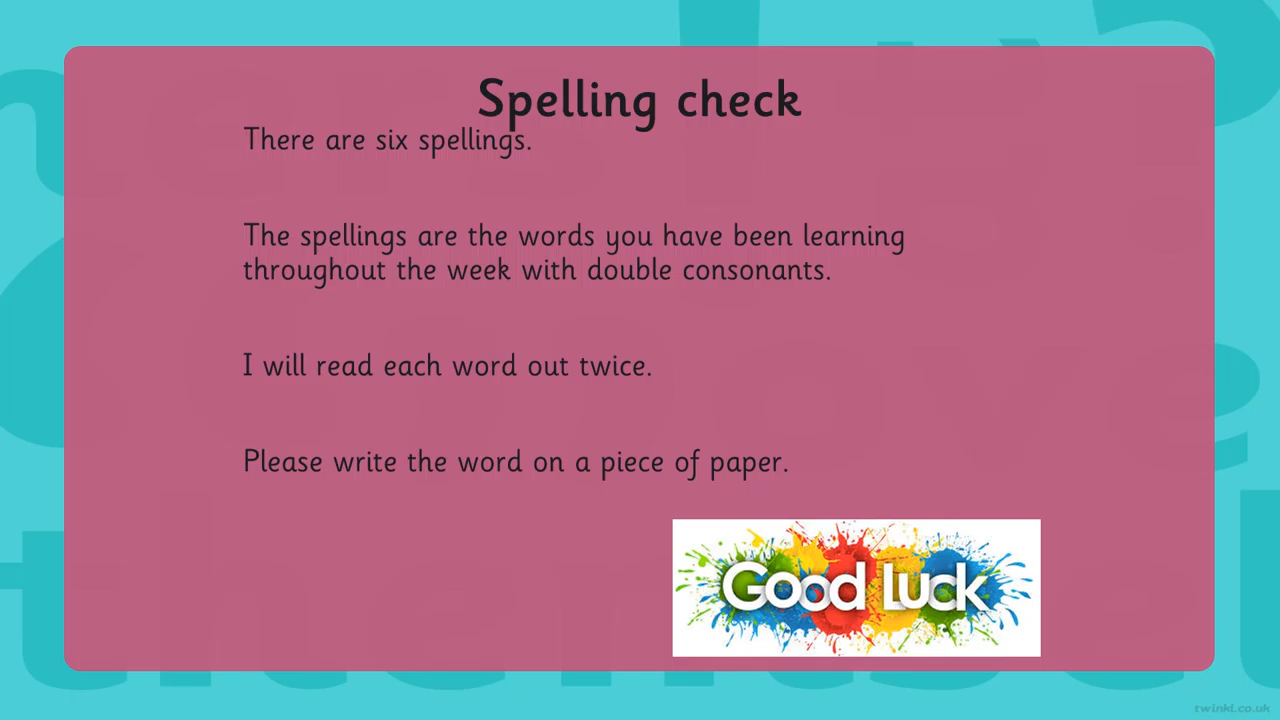 Spelling check
There are six spellings.
The spellings are the words you have been learning
throughout the week with double consonants.
I will read each word out twice.
Please write the word on a piece of paper.
Good Luck
twinkl.co.uk